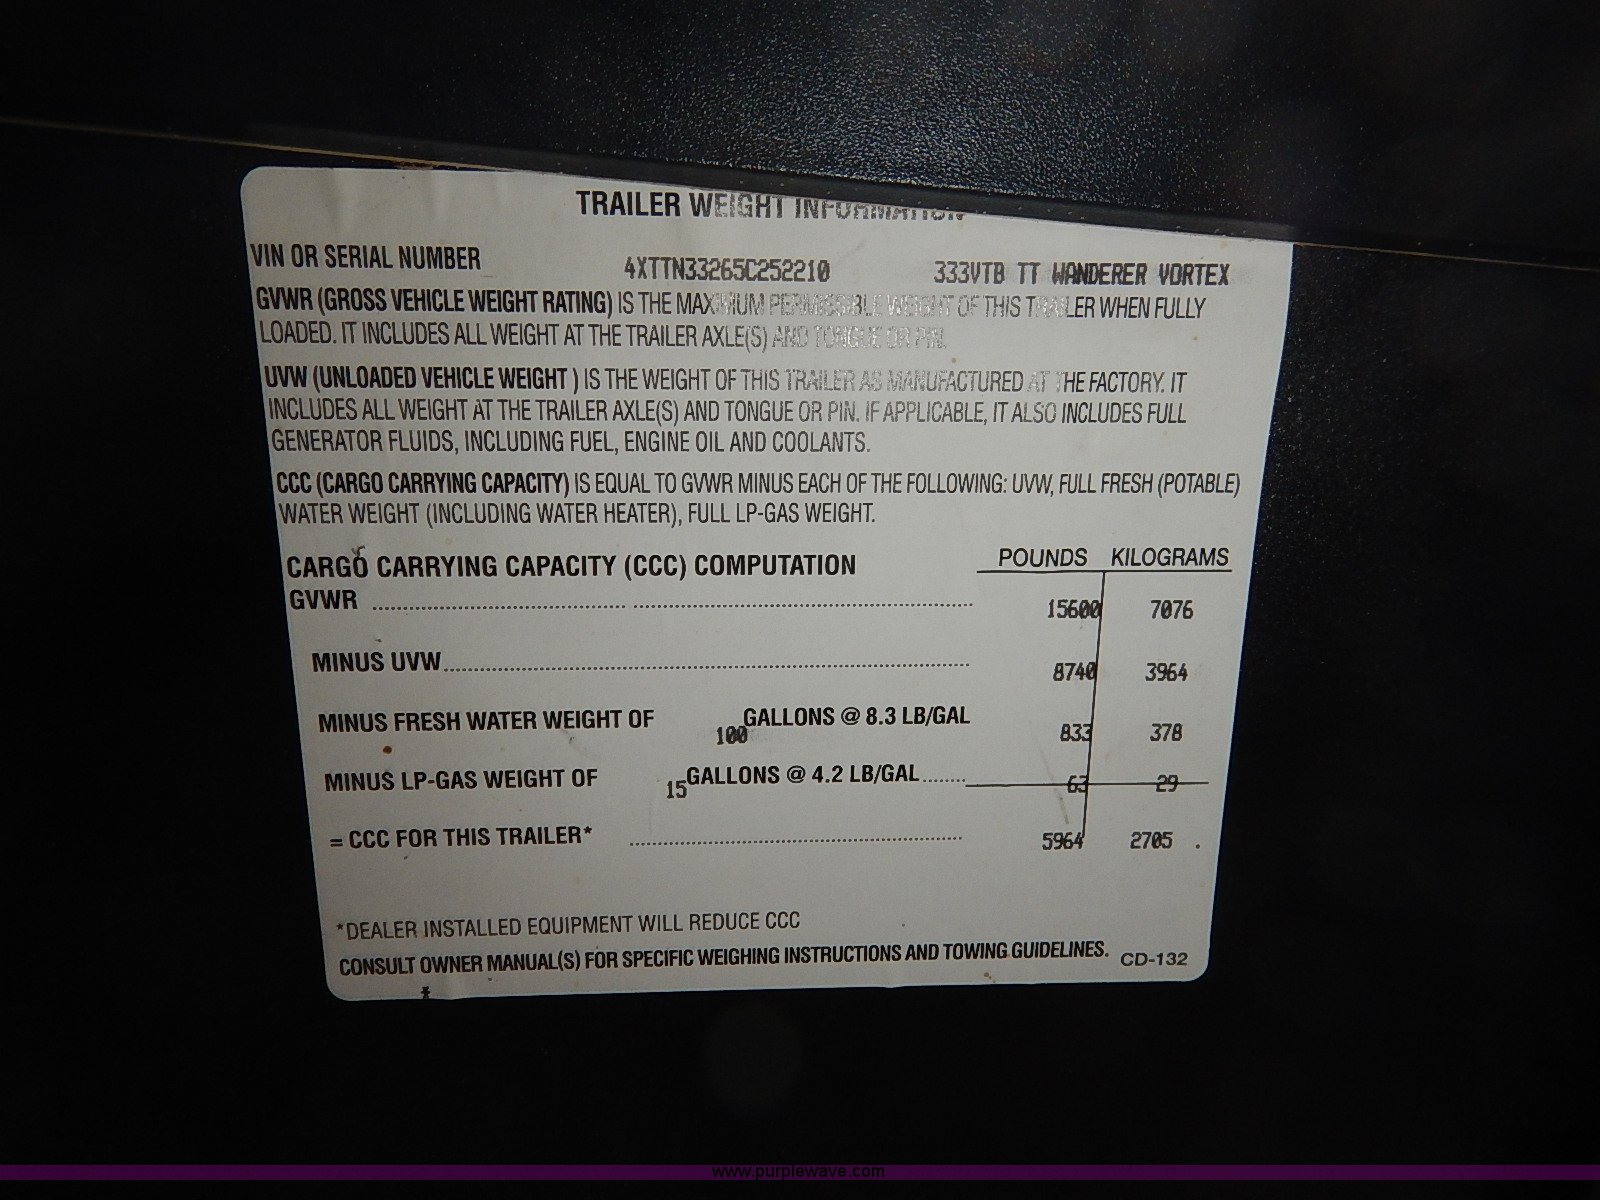 TRAILER WEIGHT INFORMATION
VIN OR SERIAL NUMBER 4XTTN33265C252210 333VTB TT WANDERER VORTEX
GVWR (GROSS VEHICLE WEIGHT RATING) IS THE MAXIMUM PERMISSIBLE WEIGHT OF THIS TRAILER WHEN FULLY
LOADED. IT INCLUDES ALL WEIGHT AT THE TRAILER AXLE(S) AND TONGUE OR PIN.
UVW (UNLOADED VEHICLE WEIGHT ) IS THE WEIGHT OF THIS TRAILER AS MANUFACTURED AT THE FACTORY. IT
INCLUDES ALL WEIGHT AT THE TRAILER AXLE(S) AND TONGUE OR PIN. IF APPLICABLE, IT ALSO INCLUDES FULL
GENERATOR FLUIDS, INCLUDING FUEL, ENGINE OIL AND COOLANTS.
CCC (CARGO CARRYING CAPACITY) IS EQUAL TO GVWR MINUS EACH OF THE FOLLOWING: UVW, FULL FRESH (POTABLE)
WATER WEIGHT (INCLUDING WATER HEATER), FULL LP-GAS WEIGHT.
CARGO CARRYING CAPACITY (CCC) COMPUTATION POUNDS KILOGRAMS
GVWR 15600 7076
MINUS UVW 8740 3964
MINUS FRESH WATER WEIGHT OF 100 GALLONS @ 8.3 LB/GAL 833 378
MINUS LP-GAS WEIGHT OF 15 GALLONS @ 4.2 LB/GAL 63 29
= CCC FOR THIS TRAILER* 5964 2705 .
*DEALER INSTALLED EQUIPMENT WILL REDUCE CCC
CONSULT OWNER MANUAL(S) FOR SPECIFIC WEIGHING INSTRUCTIONS AND TOWING GUIDELINES. CD-132
*
www.purplewave.com